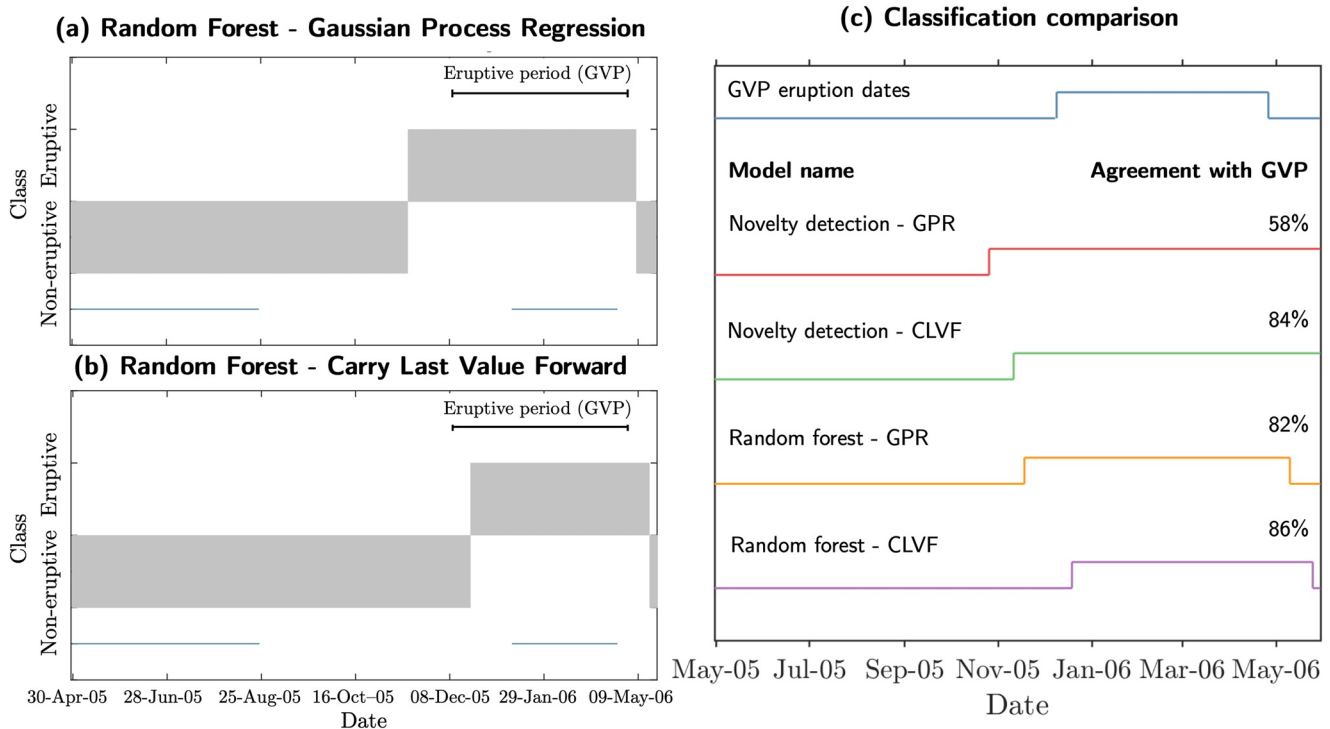 (a) Random Forest - Gaussian Process Regression
Eruptive period (GVP)
Class
Eruptive
Non-eruptive
(b) Random Forest - Carry Last Value Forward
Eruptive period (GVP)
Class
Eruptive
Non-eruptive
30-Apr-05 28-Jun-05 25-Aug-05 16-Oct-05 08-Dec-05 29-Jan-06 09-May-06
Date
(c) Classification comparison
GVP eruption dates
Model name Agreement with GVP
Novelty detection - GPR 58%
Novelty detection - CLVF 84%
Random forest - GPR 82%
Random forest - CLVF 86%
May-05 Jul-05 Sep-05 Nov-05 Jan-06 Mar-06 May-06
Date